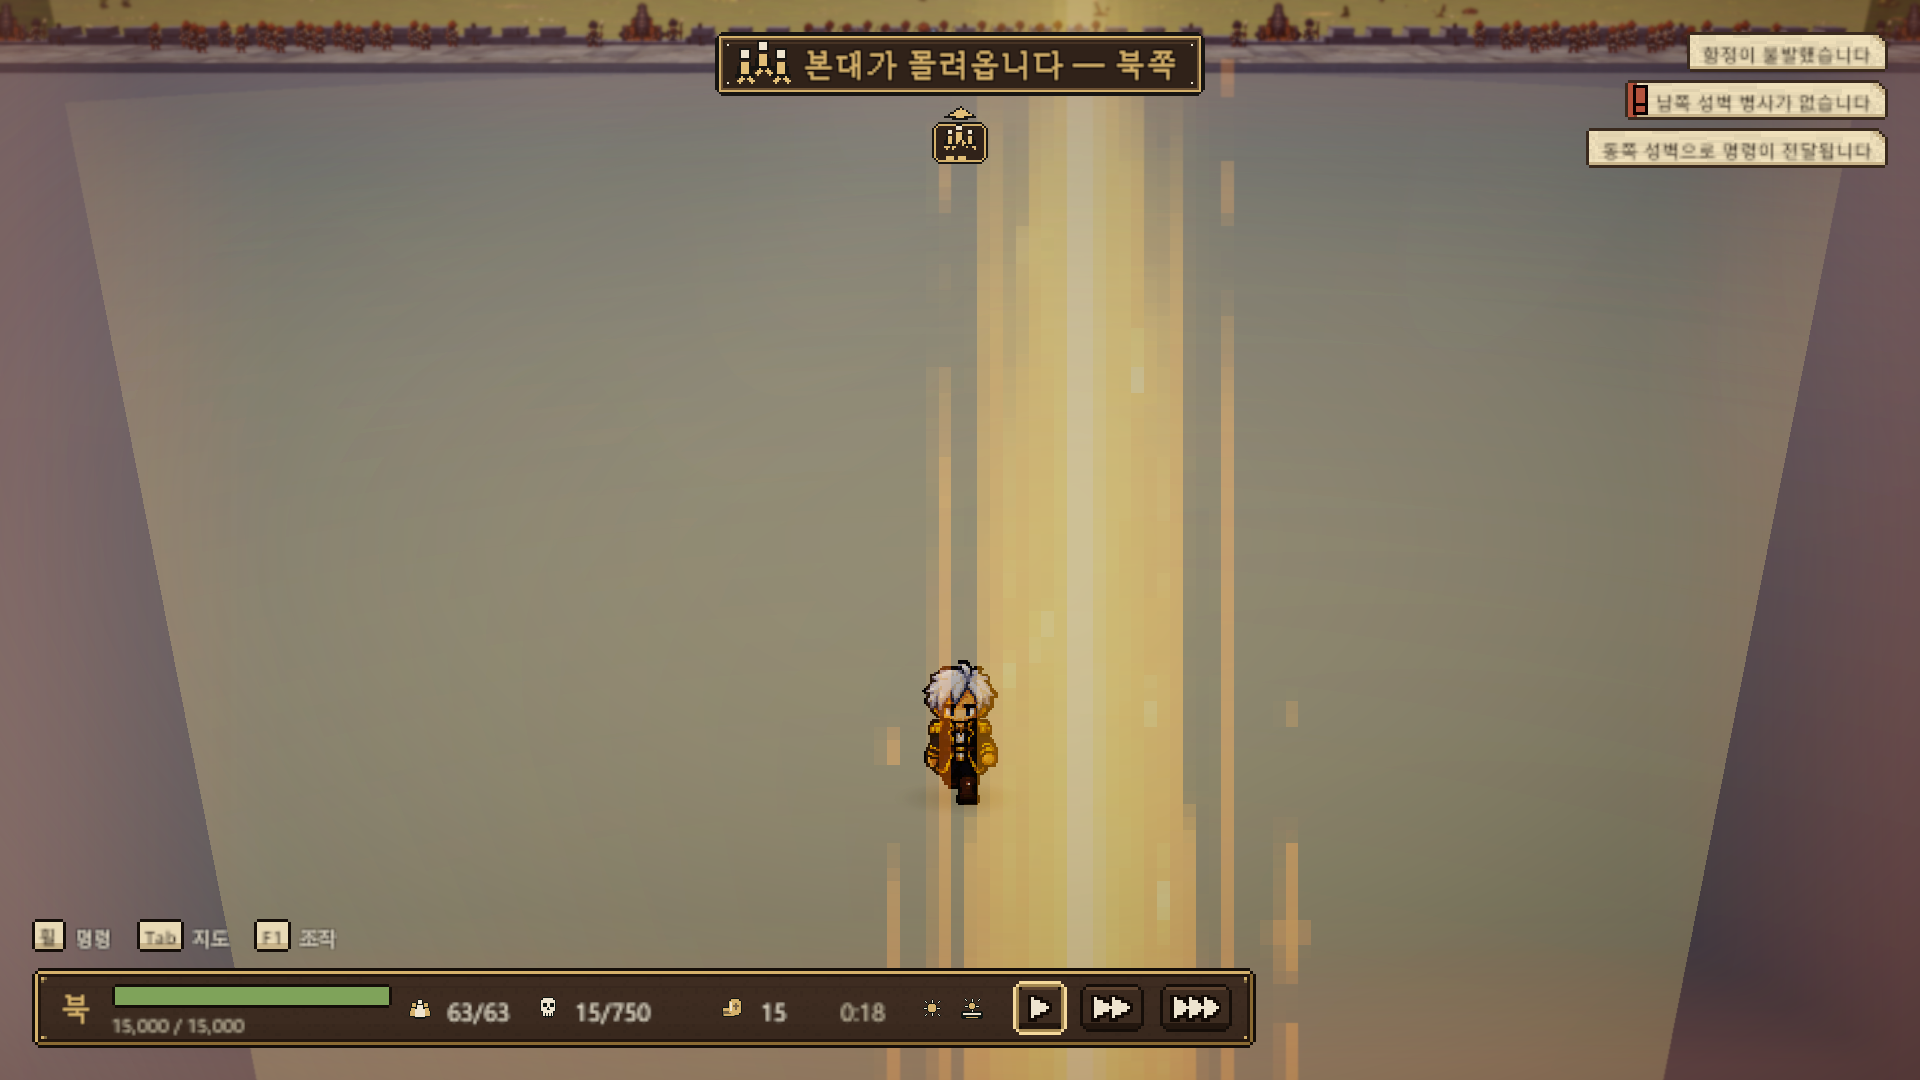 본대가 몰려옵니다 — 북쪽
함정이 불발했습니다
남쪽 성벽 병사가 없습니다
동쪽 성벽으로 명령이 전달됩니다
휠 명령 Tab 지도 F1 조작
북
15,000 / 15,000
63/63
15/750
15
0:18